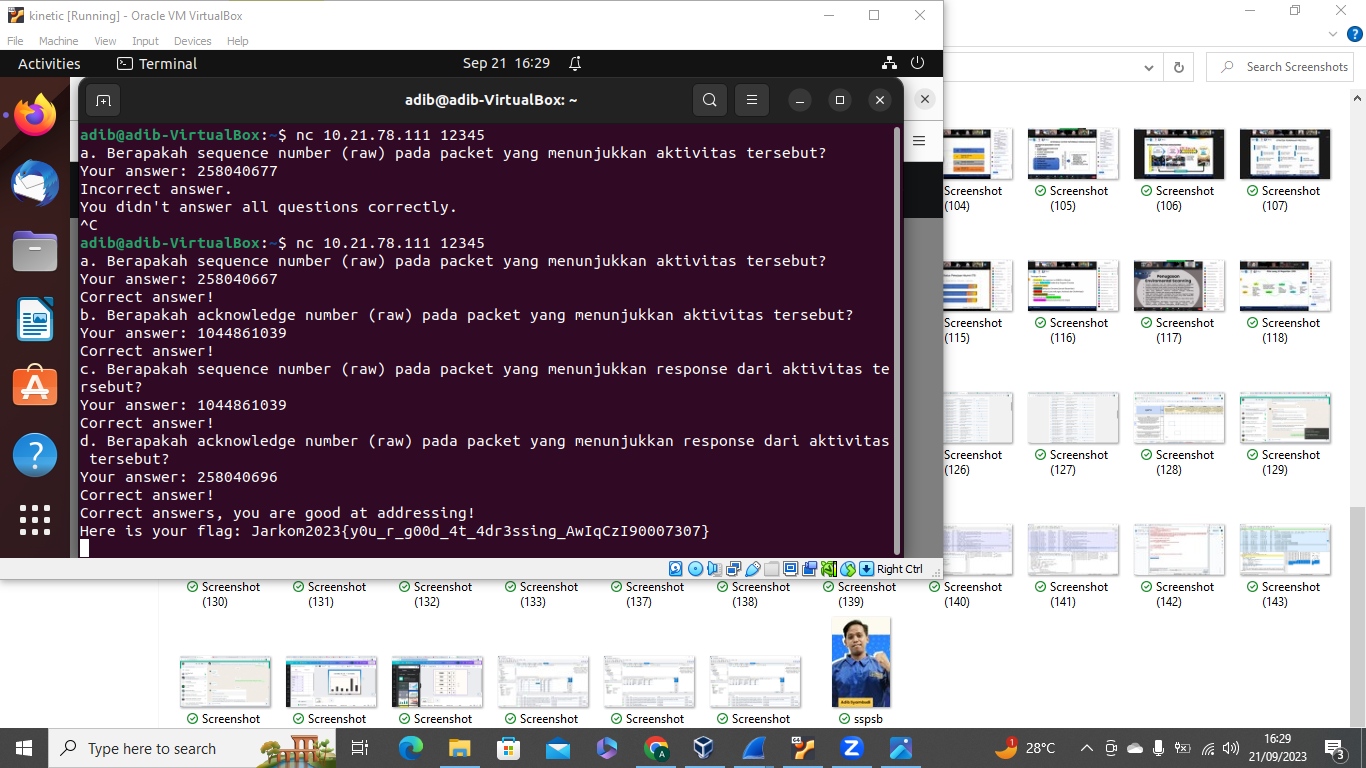 kinetic [Running] - Oracle VM VirtualBox
File Machine View Input Devices Help
Activities Terminal Sep 21 16:29
adib@adib-VirtualBox: ~
adib@adib-VirtualBox:~$ nc 10.21.78.111 12345
a. Berapakah sequence number (raw) pada packet yang menunjukkan aktivitas tersebut?
Your answer: 258040677
Incorrect answer.
You didn't answer all questions correctly.
^C
adib@adib-VirtualBox:~$ nc 10.21.78.111 12345
a. Berapakah sequence number (raw) pada packet yang menunjukkan aktivitas tersebut?
Your answer: 258040667
Correct answer!
b. Berapakah acknowledge number (raw) pada packet yang menunjukkan aktivitas tersebut?
Your answer: 1044861039
Correct answer!
c. Berapakah sequence number (raw) pada packet yang menunjukkan response dari aktivitas te
rsebut?
Your answer: 1044861039
Correct answer!
d. Berapakah acknowledge number (raw) pada packet yang menunjukkan response dari aktivitas
tersebut?
Your answer: 258040696
Correct answer!
Correct answers, you are good at addressing!
Here is your flag: Jarkom2023{y0u_r_g00d_4t_4dr3ssing_AwIqCzI90007307}
Right Ctrl
Search Screenshots
Screenshot (104) Screenshot (105) Screenshot (106) Screenshot (107)
Penugasan
Screenshot (115) Screenshot (116) Screenshot (117) Screenshot (118)
Screenshot (126) Screenshot (127) Screenshot (128) Screenshot (129)
Screenshot (130) Screenshot (131) Screenshot (132) Screenshot (133) Screenshot (137) Screenshot (138) Screenshot (139) Screenshot (140) Screenshot (141) Screenshot (142) Screenshot (143)
Screenshot Screenshot Screenshot Screenshot Screenshot Screenshot sspsb
Type here to search
28°C
16:29
21/09/2023
3